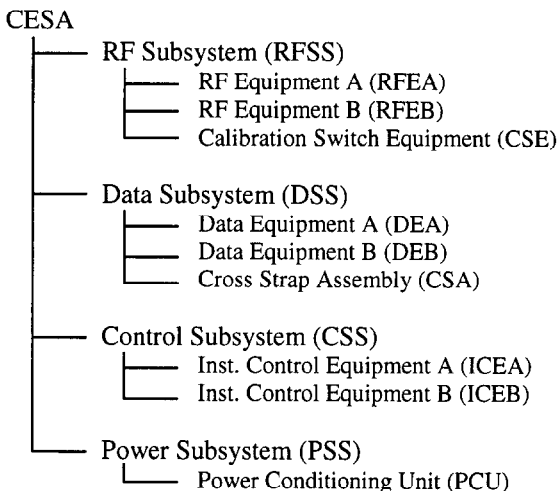 CESA
RF Subsystem (RFSS)
RF Equipment A (RFEA)
RF Equipment B (RFEB)
Calibration Switch Equipment (CSE)
Data Subsystem (DSS)
Data Equipment A (DEA)
Data Equipment B (DEB)
Cross Strap Assembly (CSA)
Control Subsystem (CSS)
Inst. Control Equipment A (ICEA)
Inst. Control Equipment B (ICEB)
Power Subsystem (PSS)
Power Conditioning Unit (PCU)